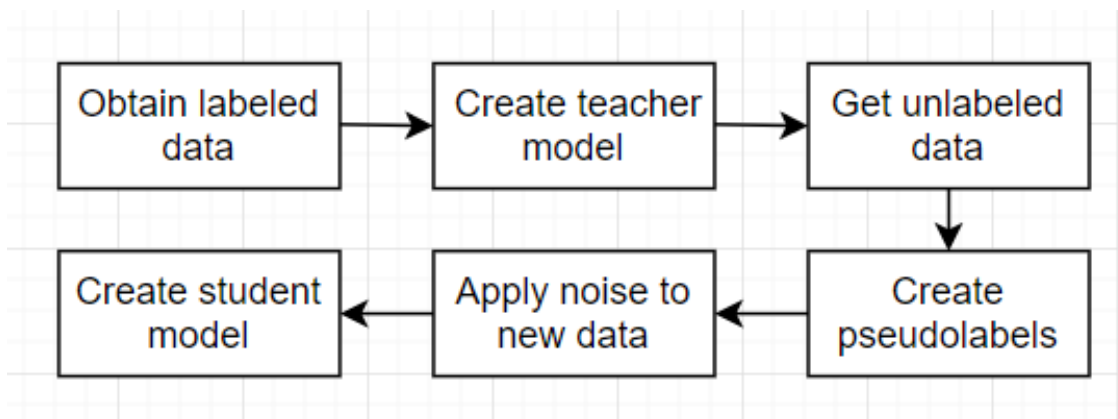 Obtain labeled
data
Create teacher
model
Get unlabeled
data
Create
pseudolabels
Apply noise to
new data
Create student
model